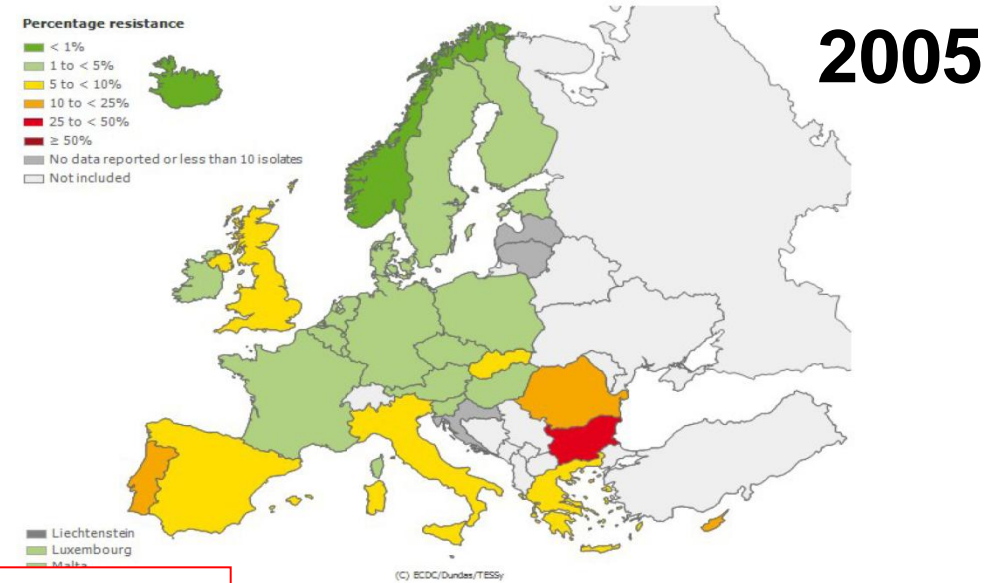 Percentage resistance
< 1%
1 to < 5%
5 to < 10%
10 to < 25%
25 to < 50%
≥ 50%
No data reported or less than 10 isolates
Not included
2005
Liechtenstein
Luxembourg
Malta
(C) ECDC/Dundas/TESSy